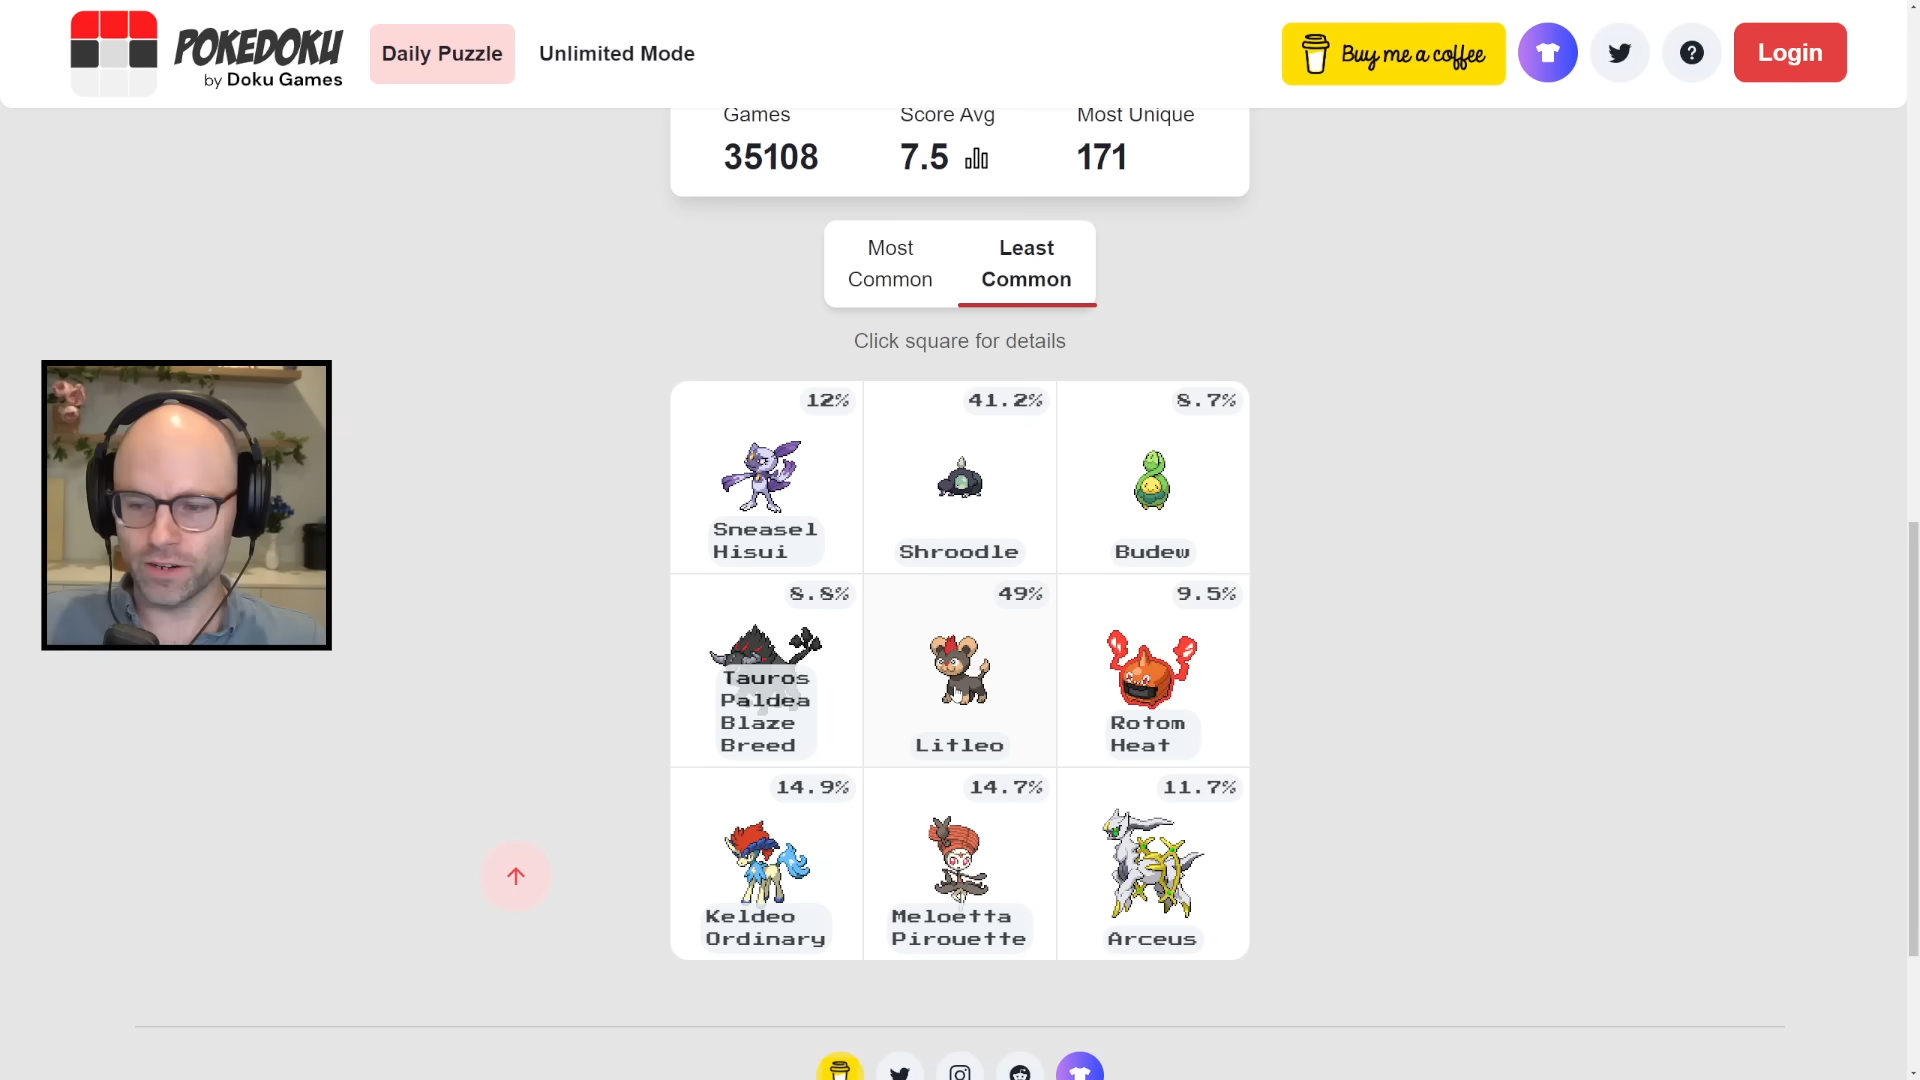 POKEDOKU
by Doku Games
Daily Puzzle
Unlimited Mode
Buy me a coffee
Login
Games
Score Avg
Most Unique
35108
7.5
171
Most
Common
Least
Common
Click square for details
12%
Sneasel
Hisui
41.2%
Shroodle
8.7%
Budew
8.8%
Tauros
Paldea
Blaze
Breed
49%
Litleo
9.5%
Rotom
Heat
14.9%
Keldeo
Ordinary
14.7%
Meloetta
Pirouette
11.7%
Arceus